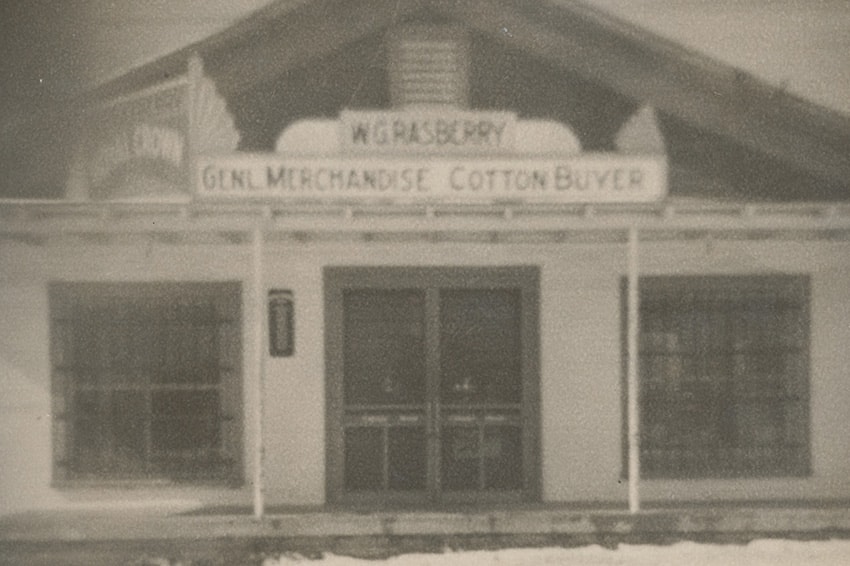 W.G. RASBERRY
GENL. MERCHANDISE COTTON BUYER